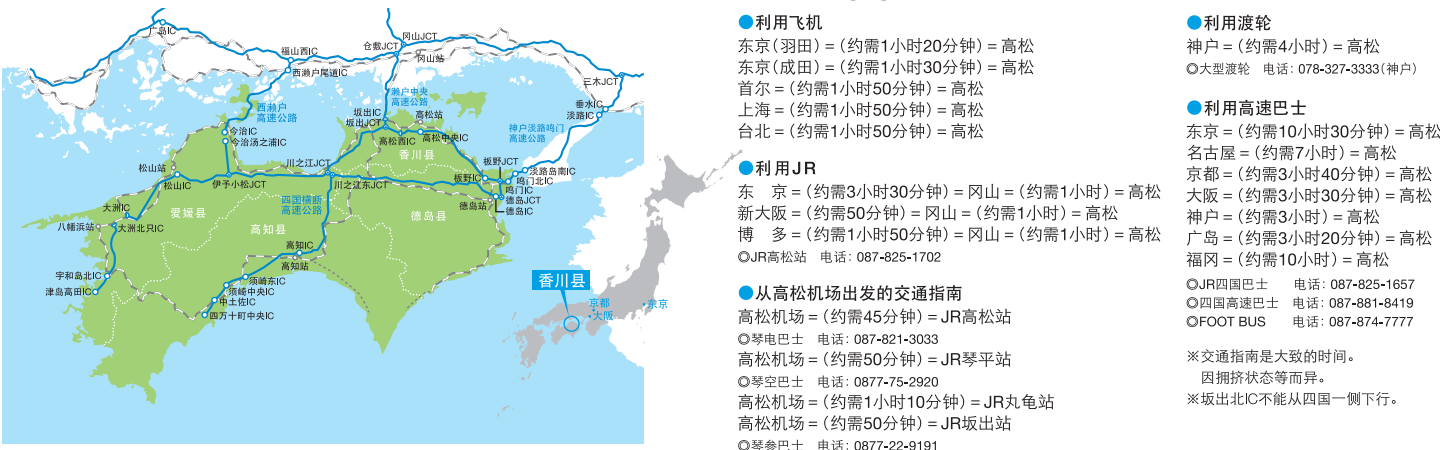 广岛IC
福山西IC
仓敷JCT
冈山JCT
冈山站
西濑户尾道IC
三木JCT
西濑户
高速公路
濑户中央
高速公路
坂出IC
坂出JCT
高松站
高松西IC
高松中央IC
垂水IC
淡路IC
神户淡路鸣门
高速公路
今治IC
今治汤之浦IC
香川县
松山站
松山IC
伊予小松JCT
川之江JCT
川之江东JCT
板野JCT
板野IC
淡路岛南IC
鸣门北IC
鸣门IC
德岛JCT
德岛IC
德岛站
大洲IC
爱媛县
四国横断
高速公路
德岛县
八幡浜站
大洲北只IC
高知县
高知IC
高知站
宇和岛北IC
津岛高田IC
须崎东IC
须崎中央IC
中土佐IC
四万十町中央IC
香川县
京都
大阪
东京
●利用飞机
东京(羽田)=(约需1小时20分钟)=高松
东京(成田)=(约需1小时30分钟)=高松
首尔=(约需1小时50分钟)=高松
上海=(约需1小时50分钟)=高松
台北=(约需1小时50分钟)=高松
●利用JR
东 京=(约需3小时30分钟)=冈山=(约需1小时)=高松
新大阪=(约需50分钟)=冈山=(约需1小时)=高松
博 多=(约需1小时50分钟)=冈山=(约需1小时)=高松
◎JR高松站 电话: 087-825-1702
●从高松机场出发的交通指南
高松机场=(约需45分钟)=JR高松站
◎琴电巴士 电话: 087-821-3033
高松机场=(约需50分钟)=JR琴平站
◎琴空巴士 电话: 0877-75-2920
高松机场=(约需1小时10分钟)=JR丸龟站
高松机场=(约需50分钟)=JR坂出站
◎琴参巴士 电话: 0877-22-9191
●利用渡轮
神户=(约需4小时)=高松
◎大型渡轮 电话: 078-327-3333(神户)
●利用高速巴士
东京=(约需10小时30分钟)=高松
名古屋=(约需7小时)=高松
京都=(约需3小时40分钟)=高松
大阪=(约需3小时30分钟)=高松
神户=(约需3小时)=高松
广岛=(约需3小时20分钟)=高松
福冈=(约需10小时)=高松
◎JR四国巴士 电话: 087-825-1657
◎四国高速巴士 电话: 087-881-8419
◎FOOT BUS 电话: 087-874-7777
※交通指南是大致的时间。
因拥挤状态等而异。
※坂出北IC不能从四国一侧下行。